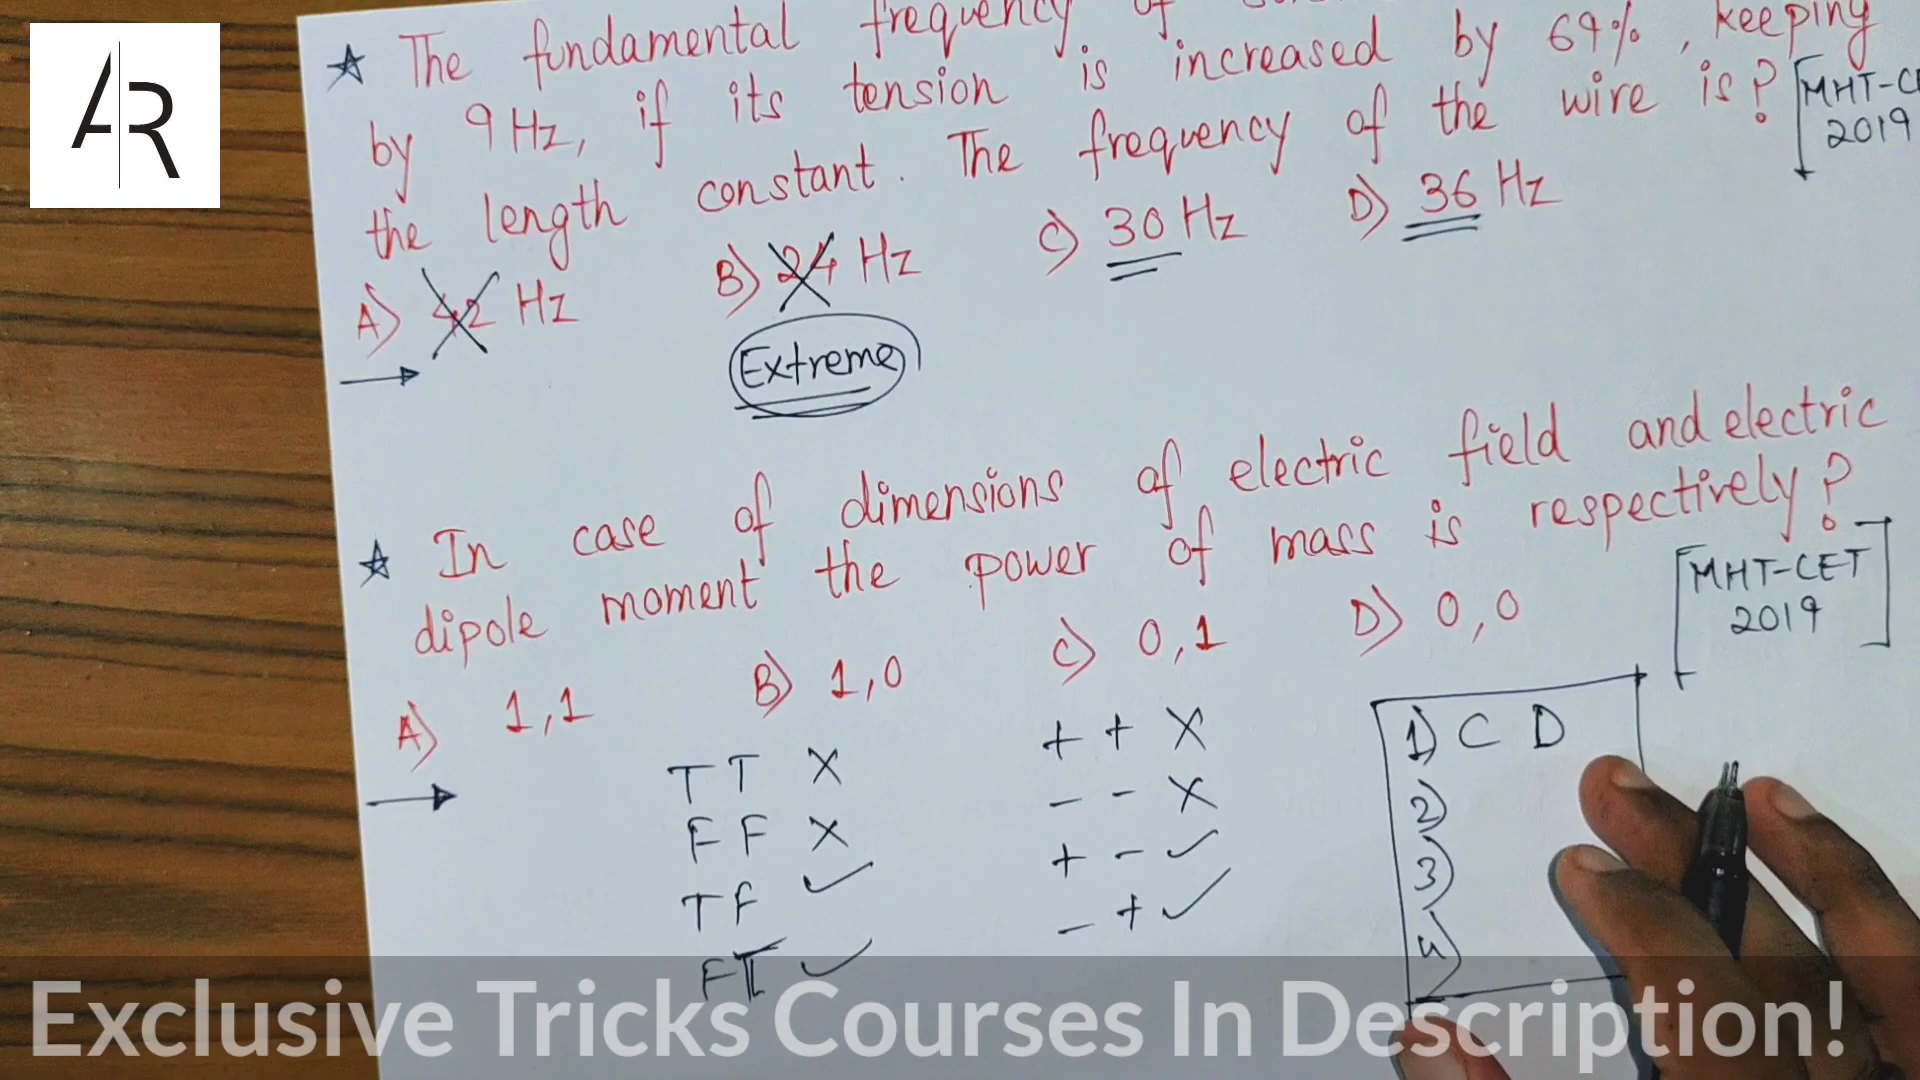 AR
★ The fundamental frequency of
by 9 Hz, if its tension is increased by 69%, keeping
the length constant. The frequency of the wire is?
[MHT-CE
2019
A) 42 Hz B) 24 Hz C) 30 Hz D) 36 Hz
Extreme
★ In case of dimensions of electric field and electric
dipole moment the power of mass is respectively?
[MHT-CET
2019]
A) 1,1 B) 1,0 C) 0,1 D) 0,0
T T X
F F X
T F ✓
F T ✓
+ + X
- - X
+ - ✓
- + ✓
1) C D
2)
3)
4)
Exclusive Tricks Courses In Description!